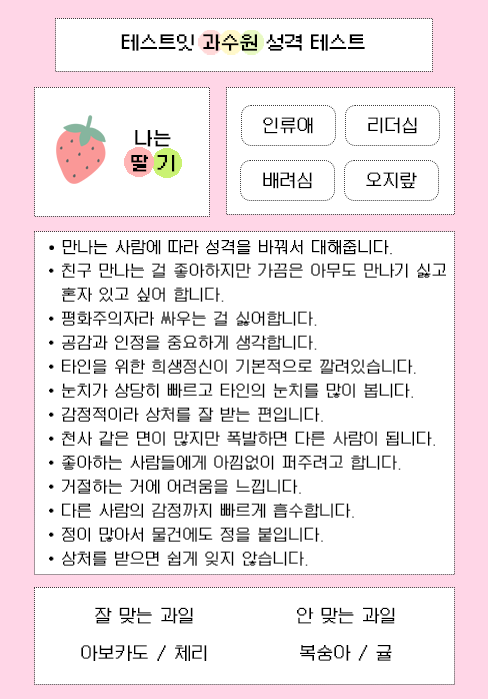 테스트잇 과수원 성격 테스트
나는
딸기
인류애
리더십
배려심
오지랖
• 만나는 사람에 따라 성격을 바꿔서 대해줍니다.
• 친구 만나는 걸 좋아하지만 가끔은 아무도 만나기 싫고
혼자 있고 싶어 합니다.
• 평화주의자라 싸우는 걸 싫어합니다.
• 공감과 인정을 중요하게 생각합니다.
• 타인을 위한 희생정신이 기본적으로 깔려있습니다.
• 눈치가 상당히 빠르고 타인의 눈치를 많이 봅니다.
• 감정적이라 상처를 잘 받는 편입니다.
• 천사 같은 면이 많지만 폭발하면 다른 사람이 됩니다.
• 좋아하는 사람들에게 아낌없이 퍼주려고 합니다.
• 거절하는 거에 어려움을 느낍니다.
• 다른 사람의 감정까지 빠르게 흡수합니다.
• 정이 많아서 물건에도 정을 붙입니다.
• 상처를 받으면 쉽게 잊지 않습니다.
잘 맞는 과일
아보카도 / 체리
안 맞는 과일
복숭아 / 귤